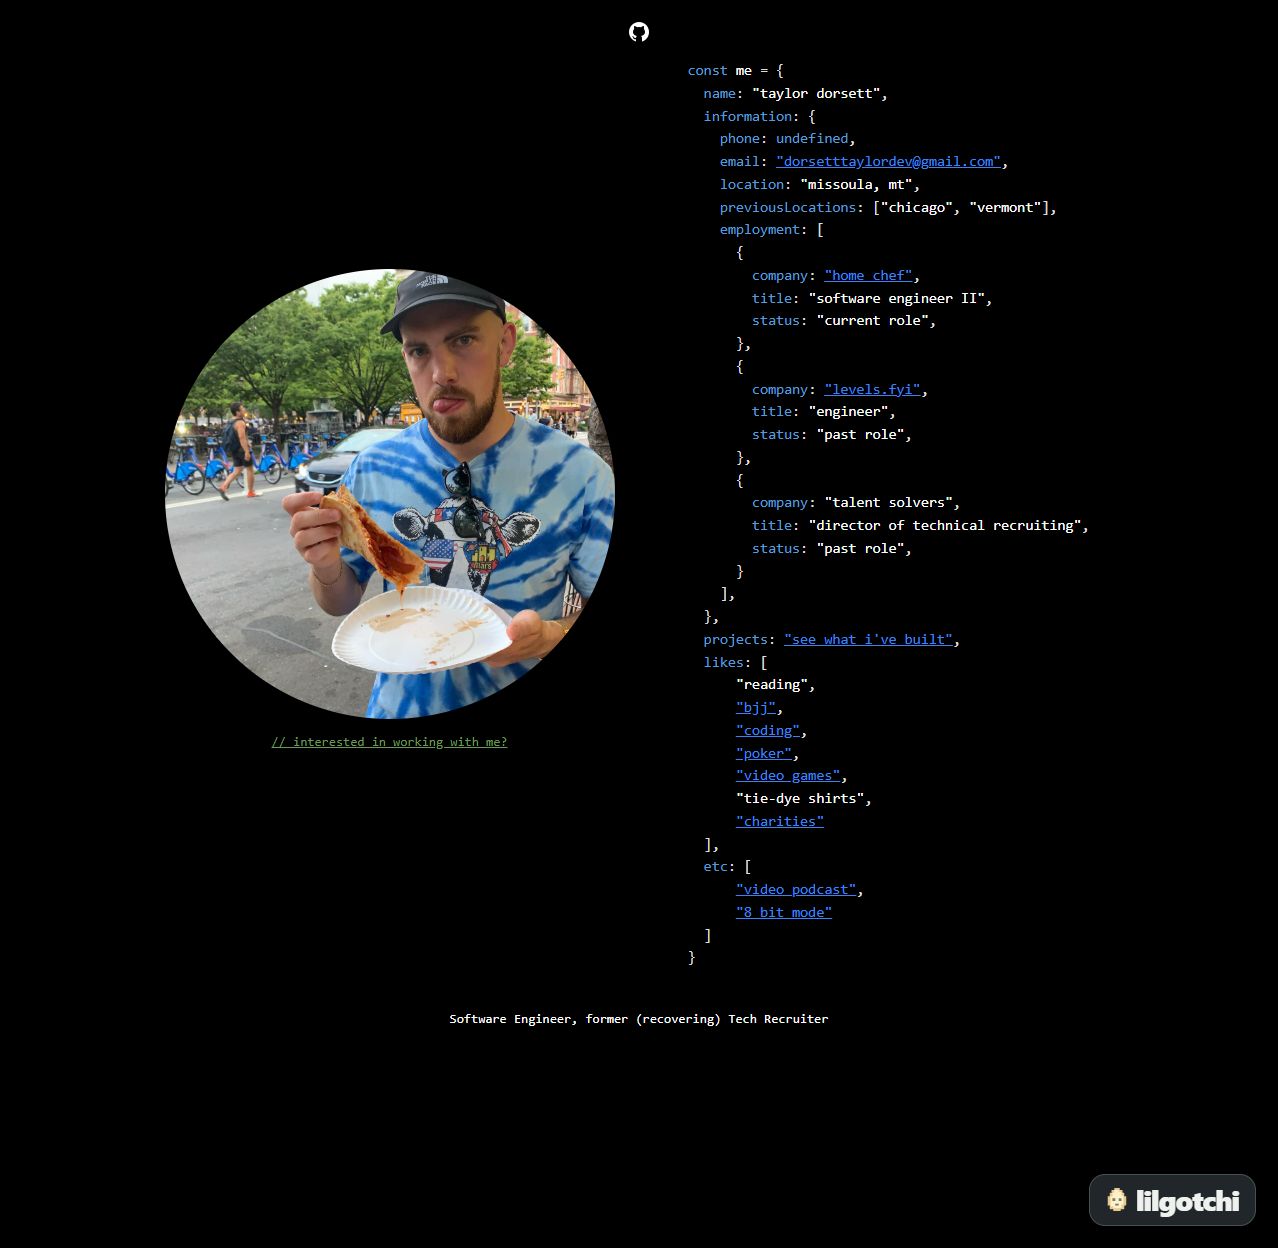 const me = {
name: "taylor dorsett",
information: {
phone: undefined,
email: "dorsetttaylordev@gmail.com",
location: "missoula, mt",
previousLocations: ["chicago", "vermont"],
employment: [
{
company: "home chef",
title: "software engineer II",
status: "current role",
},
{
company: "levels.fyi",
title: "engineer",
status: "past role",
},
{
company: "talent solvers",
title: "director of technical recruiting",
status: "past role",
}
],
},
projects: "see what i've built",
likes: [
"reading",
"bjj",
"coding",
"poker",
"video games",
"tie-dye shirts",
"charities"
],
etc: [
"video podcast",
"8 bit mode"
]
}
// interested in working with me?
Software Engineer, former (recovering) Tech Recruiter
lilgotchi